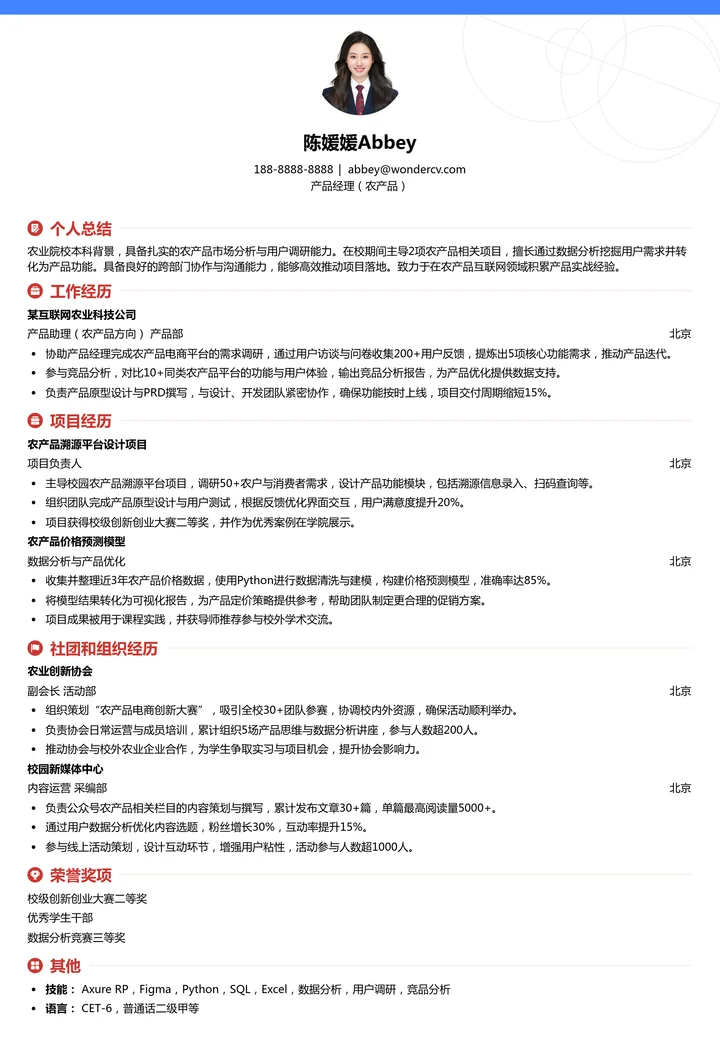 陈媛媛Abbey
188-8888-8888 | abbey@wondercv.com
产品经理（农产品）
个人总结
农业院校本科背景，具备扎实的农产品市场分析与用户调研能力。在校期间主导2项农产品相关项目，擅长通过数据分析挖掘用户需求并转
化为产品功能。具备良好的跨部门协作与沟通能力，能够高效推动项目落地。致力于在农产品互联网领域积累产品实战经验。
工作经历
某互联网农业科技公司
产品助理（农产品方向） 产品部 北京
• 协助产品经理完成农产品电商平台的需求调研，通过用户访谈与问卷收集200+用户反馈，提炼出5项核心功能需求，推动产品迭代。
• 参与竞品分析，对比10+同类农产品平台的功能与用户体验，输出竞品分析报告，为产品优化提供数据支持。
• 负责产品原型设计与PRD撰写，与设计、开发团队紧密协作，确保功能按时上线，项目交付周期缩短15%。
项目经历
农产品溯源平台设计项目
项目负责人 北京
• 主导校园农产品溯源平台项目，调研50+农户与消费者需求，设计产品功能模块，包括溯源信息录入、扫码查询等。
• 组织团队完成产品原型设计与用户测试，根据反馈优化界面交互，用户满意度提升20%。
• 项目获得校级创新创业大赛二等奖，并作为优秀案例在学院展示。
农产品价格预测模型
数据分析与产品优化 北京
• 收集并整理近3年农产品价格数据，使用Python进行数据清洗与建模，构建价格预测模型，准确率达85%。
• 将模型结果转化为可视化报告，为产品定价策略提供参考，帮助团队制定更合理的促销方案。
• 项目成果被用于课程实践，并获导师推荐参与校外学术交流。
社团和组织经历
农业创新协会
副会长 活动部 北京
• 组织策划“农产品电商创新大赛”，吸引全校30+团队参赛，协调校内外资源，确保活动顺利举办。
• 负责协会日常运营与成员培训，累计组织5场产品思维与数据分析讲座，参与人数超200人。
• 推动协会与校外农业企业合作，为学生争取实习与项目机会，提升协会影响力。
校园新媒体中心
内容运营 采编部 北京
• 负责公众号农产品相关栏目的内容策划与撰写，累计发布文章30+篇，单篇最高阅读量5000+。
• 通过用户数据分析优化内容选题，粉丝增长30%，互动率提升15%。
• 参与线上活动策划，设计互动环节，增强用户粘性，活动参与人数超1000人。
荣誉奖项
校级创新创业大赛二等奖
优秀学生干部
数据分析竞赛三等奖
其他
• 技能： Axure RP，Figma，Python，SQL，Excel，数据分析，用户调研，竞品分析
• 语言： CET-6，普通话二级甲等